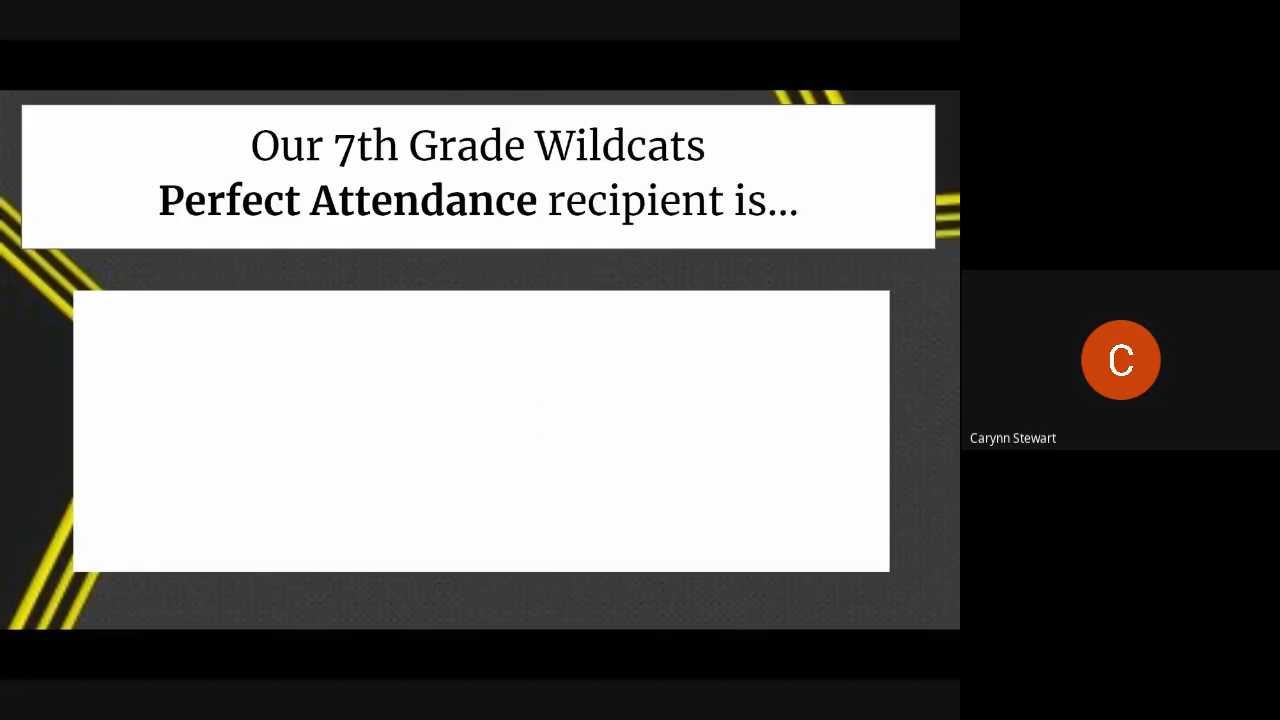 Our 7th Grade Wildcats
Perfect Attendance recipient is...
C
Carynn Stewart